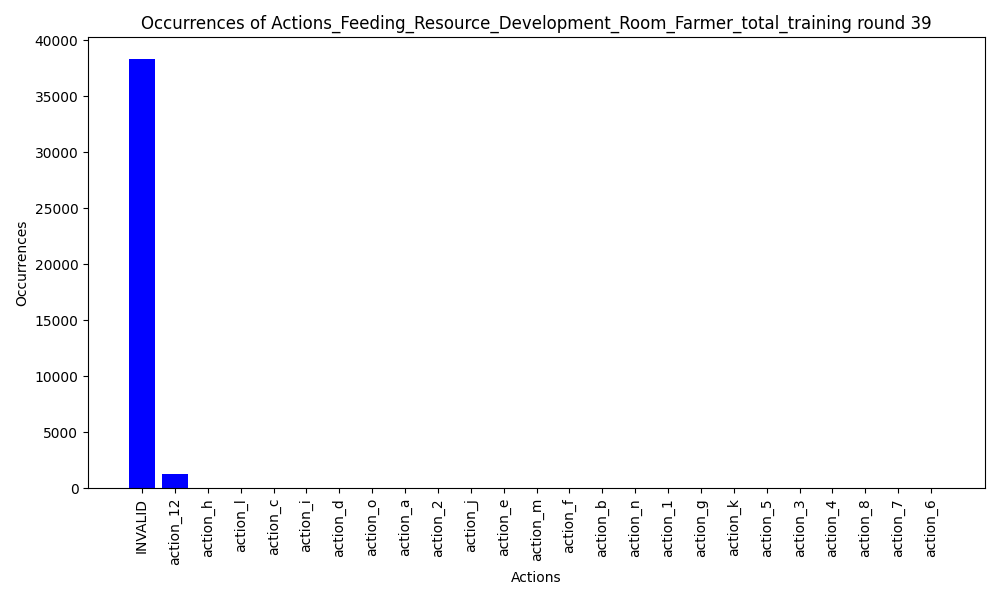 Occurrences of Actions_Feeding_Resource_Development_Room_Farmer_total_training round 39
40000
35000
30000
25000
20000
15000
10000
5000
0
Occurrences
INVALID
action_12
action_h
action_l
action_c
action_i
action_d
action_o
action_a
action_2
action_j
action_e
action_m
action_f
action_b
action_n
action_1
action_g
action_k
action_5
action_3
action_4
action_8
action_7
action_6
Actions